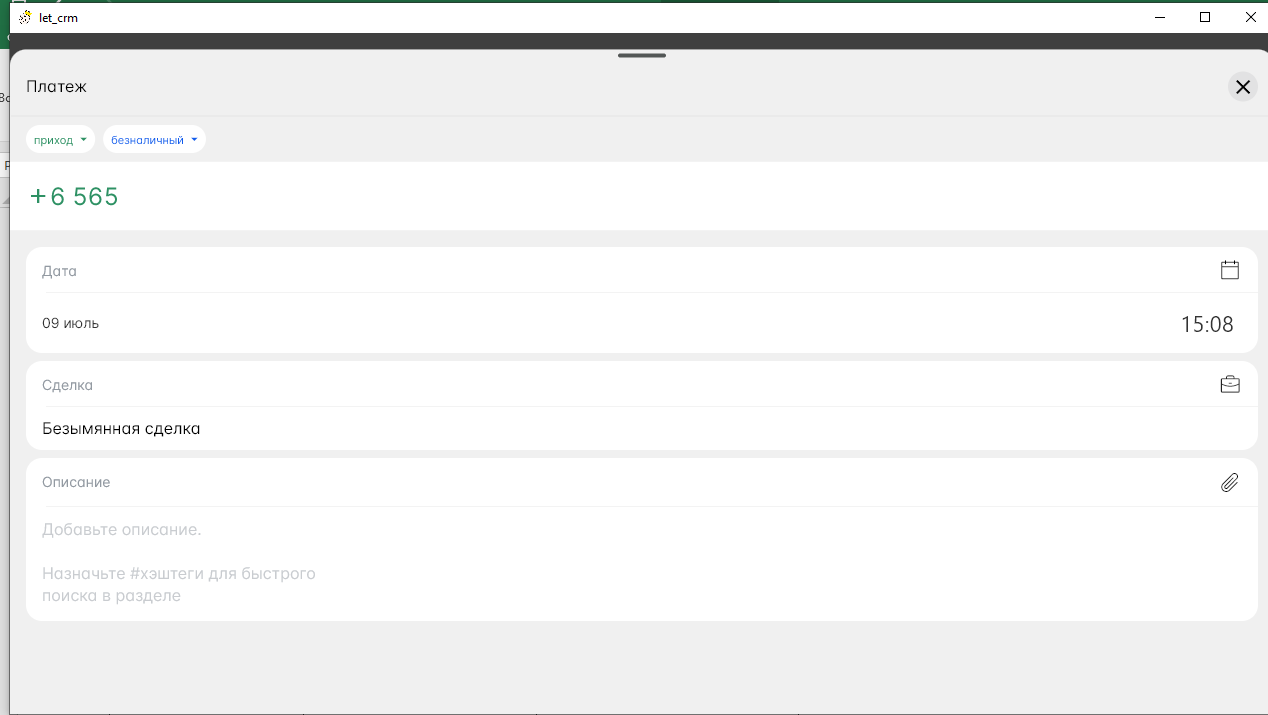 let_crm
Платеж
приход
безналичный
+6 565
Дата
09 июль
15:08
Сделка
Безымянная сделка
Описание
Добавьте описание.
Назначьте #хэштеги для быстрого
поиска в разделе